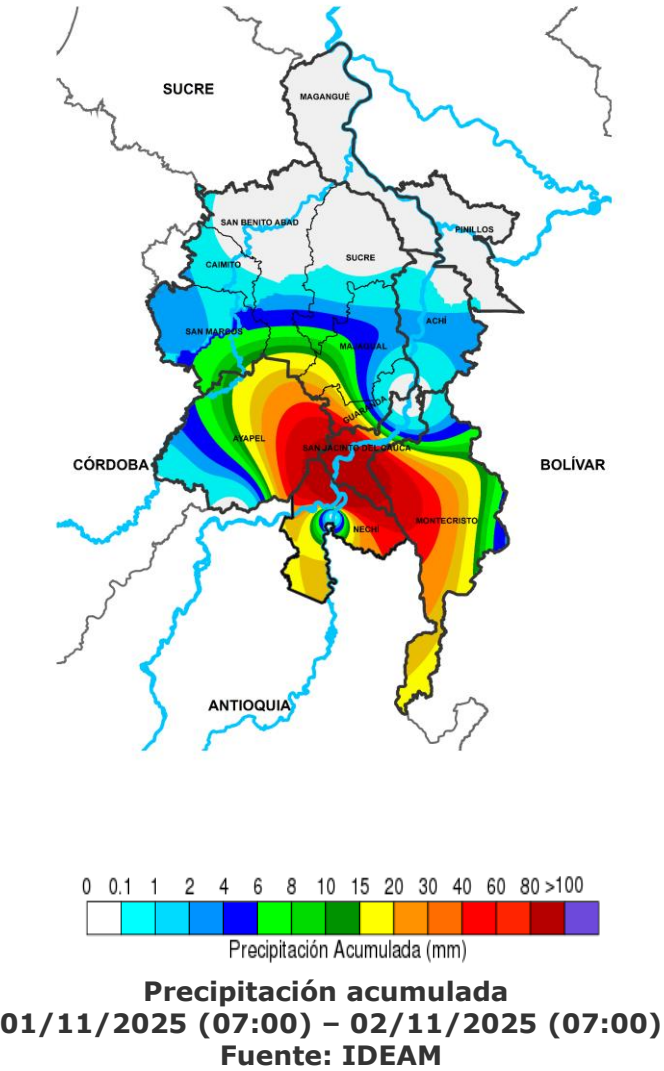 SUCRE
MAGANGUÉ
SAN BENITO ABAD
PINILLOS
SUCRE
CAIMITO
ACHÍ
SAN MARCOS
MAJAGUAL
GUARANDA
AYAPEL
SAN JACINTO DEL CAUCA
CÓRDOBA
BOLÍVAR
MONTECRISTO
NECHÍ
ANTIOQUIA
0 0.1 1 2 4 6 8 10 15 20 30 40 60 80 >100
Precipitación Acumulada (mm)
Precipitación acumulada
01/11/2025 (07:00) – 02/11/2025 (07:00)
Fuente: IDEAM